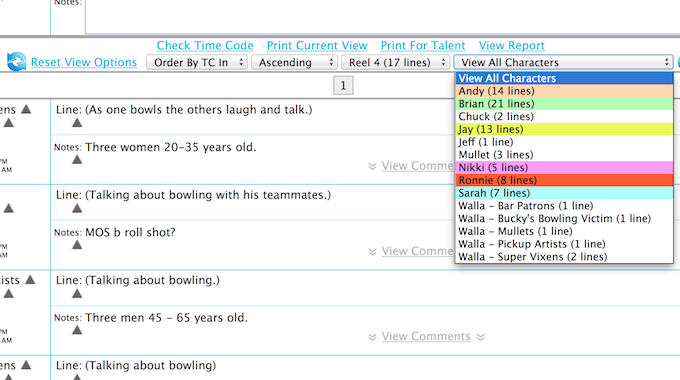 Notes:
Check Time Code Print Current View Print For Talent View Report
Reset View Options Order By TC In Ascending Reel 4 (17 lines) View All Characters
1
View All Characters
Andy (14 lines)
Brian (21 lines)
Chuck (2 lines)
Jay (13 lines)
Jeff (1 line)
Mullet (3 lines)
Nikki (5 lines)
Ronnie (8 lines)
Sarah (7 lines)
Walla - Bar Patrons (1 line)
Walla - Bucky's Bowling Victim (1 line)
Walla - Mullets (1 line)
Walla - Pickup Artists (1 line)
Walla - Super Vixens (2 lines)
ens Line: (As one bowls the others laugh and talk.)
Notes: Three women 20-35 years old.
PM
AM
View Comme
Line: (Talking about bowling with his teammates.)
Notes: MOS b roll shot?
PM
AM
View Comme
ists Line: (Talking about bowling.)
Notes: Three men 45 - 65 years old.
PM
AM
View Comments
ens Line: (Talking about bowling)